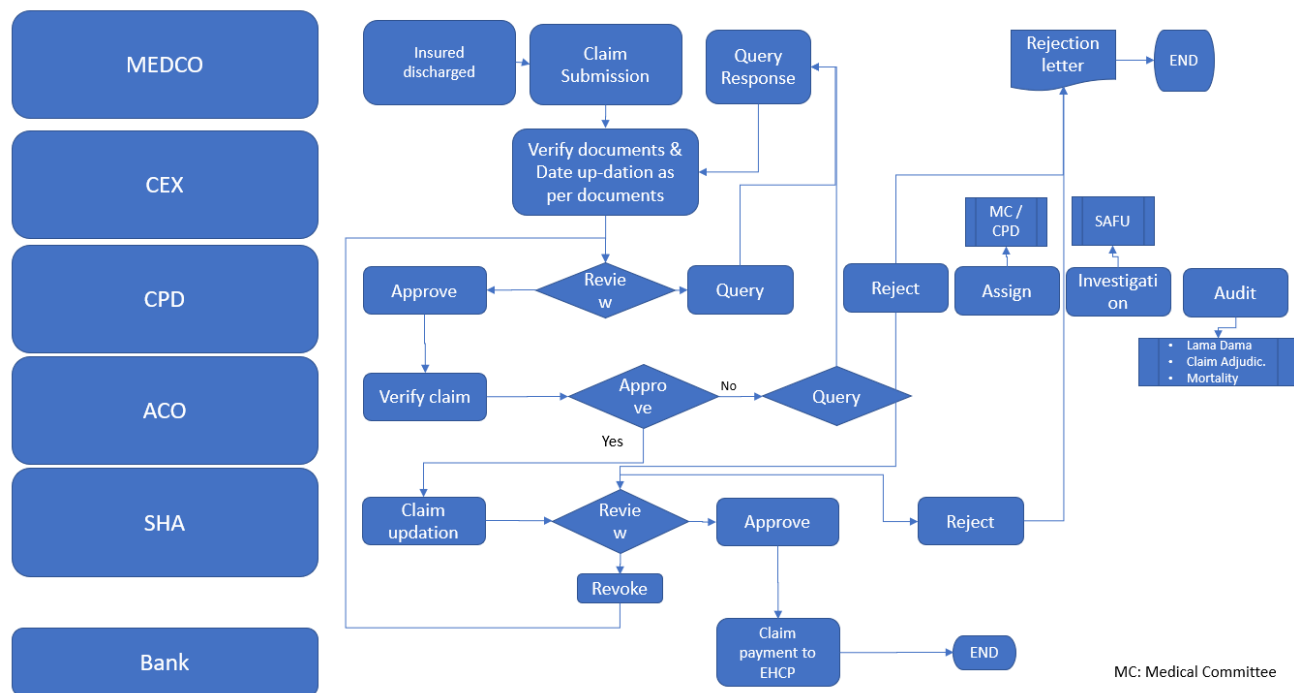 MEDCO
Insured
discharged
Claim
Submission
Query
Response
Rejection
letter
END
CEX
Verify documents &
Date up-dation as
per documents
MC /
CPD
SAFU
CPD
Approve
Revie
w
Query
Reject
Assign
Investigati
on
Audit
• Lama Dama
• Claim Adjudic.
• Mortality
ACO
Verify claim
Appro
ve
No
Query
Yes
SHA
Claim
updation
Revie
w
Approve
Reject
Revoke
Bank
Claim
payment to
EHCP
END
MC: Medical Committee